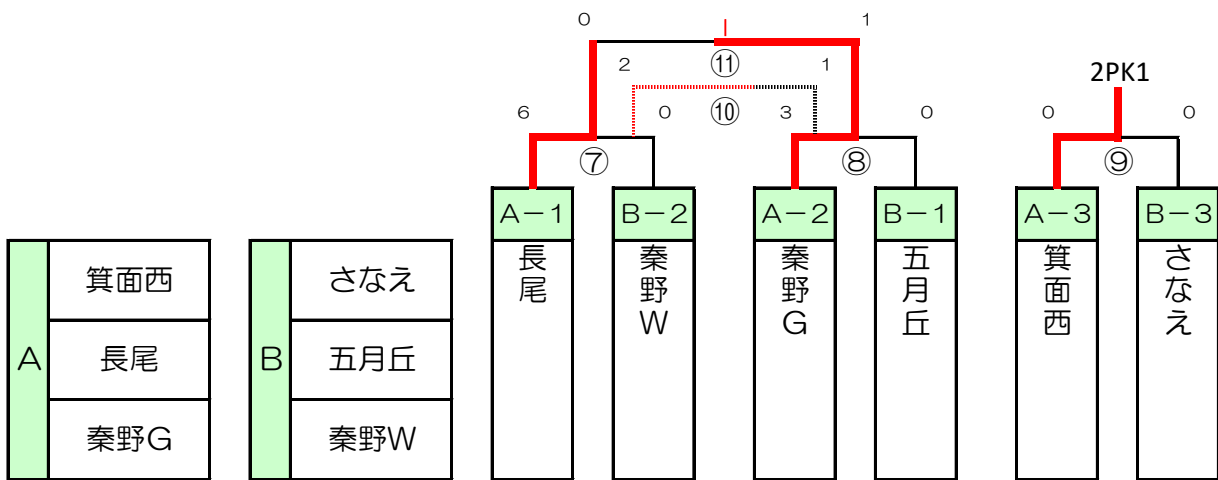 0 1
2 ⑪ 1 2PK1
6 0 ⑩ 3 0 0 0
⑦ ⑧ ⑨
A-1 B-2 A-2 B-1 A-3 B-3
長尾 秦野W 秦野G 五月丘 箕面西 さなえ
箕面西 さなえ
A 長尾 B 五月丘
秦野G 秦野W